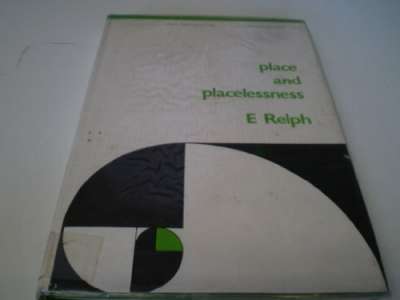 place
and
placelessness
E Relph